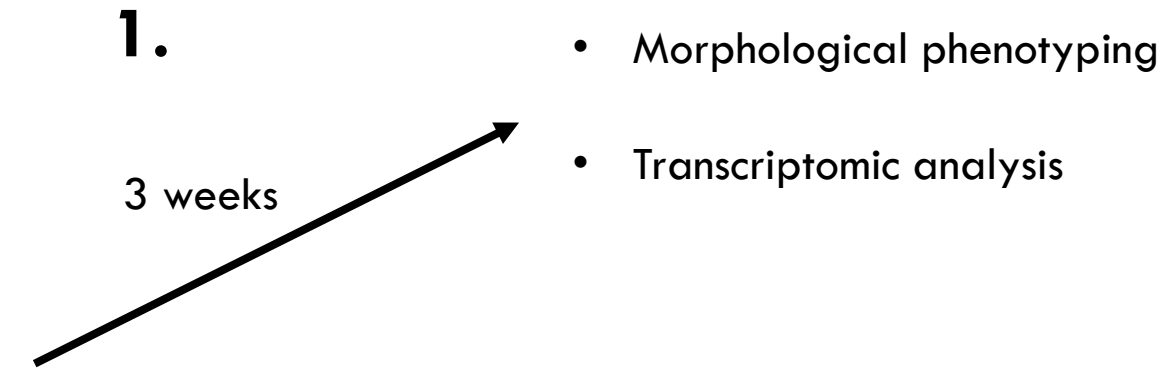 1.
• Morphological phenotyping
• Transcriptomic analysis
3 weeks